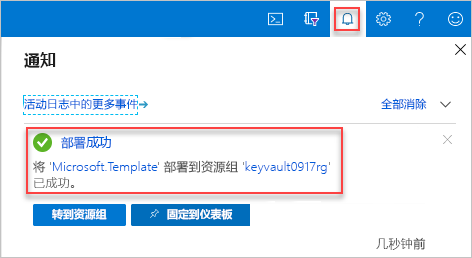 通知
活动日志中的更多事件→
全部消除
部署成功
将 'Microsoft.Template' 部署到资源组 'keyvault0917rg'
已成功。
转到资源组
固定到仪表板
几秒钟前